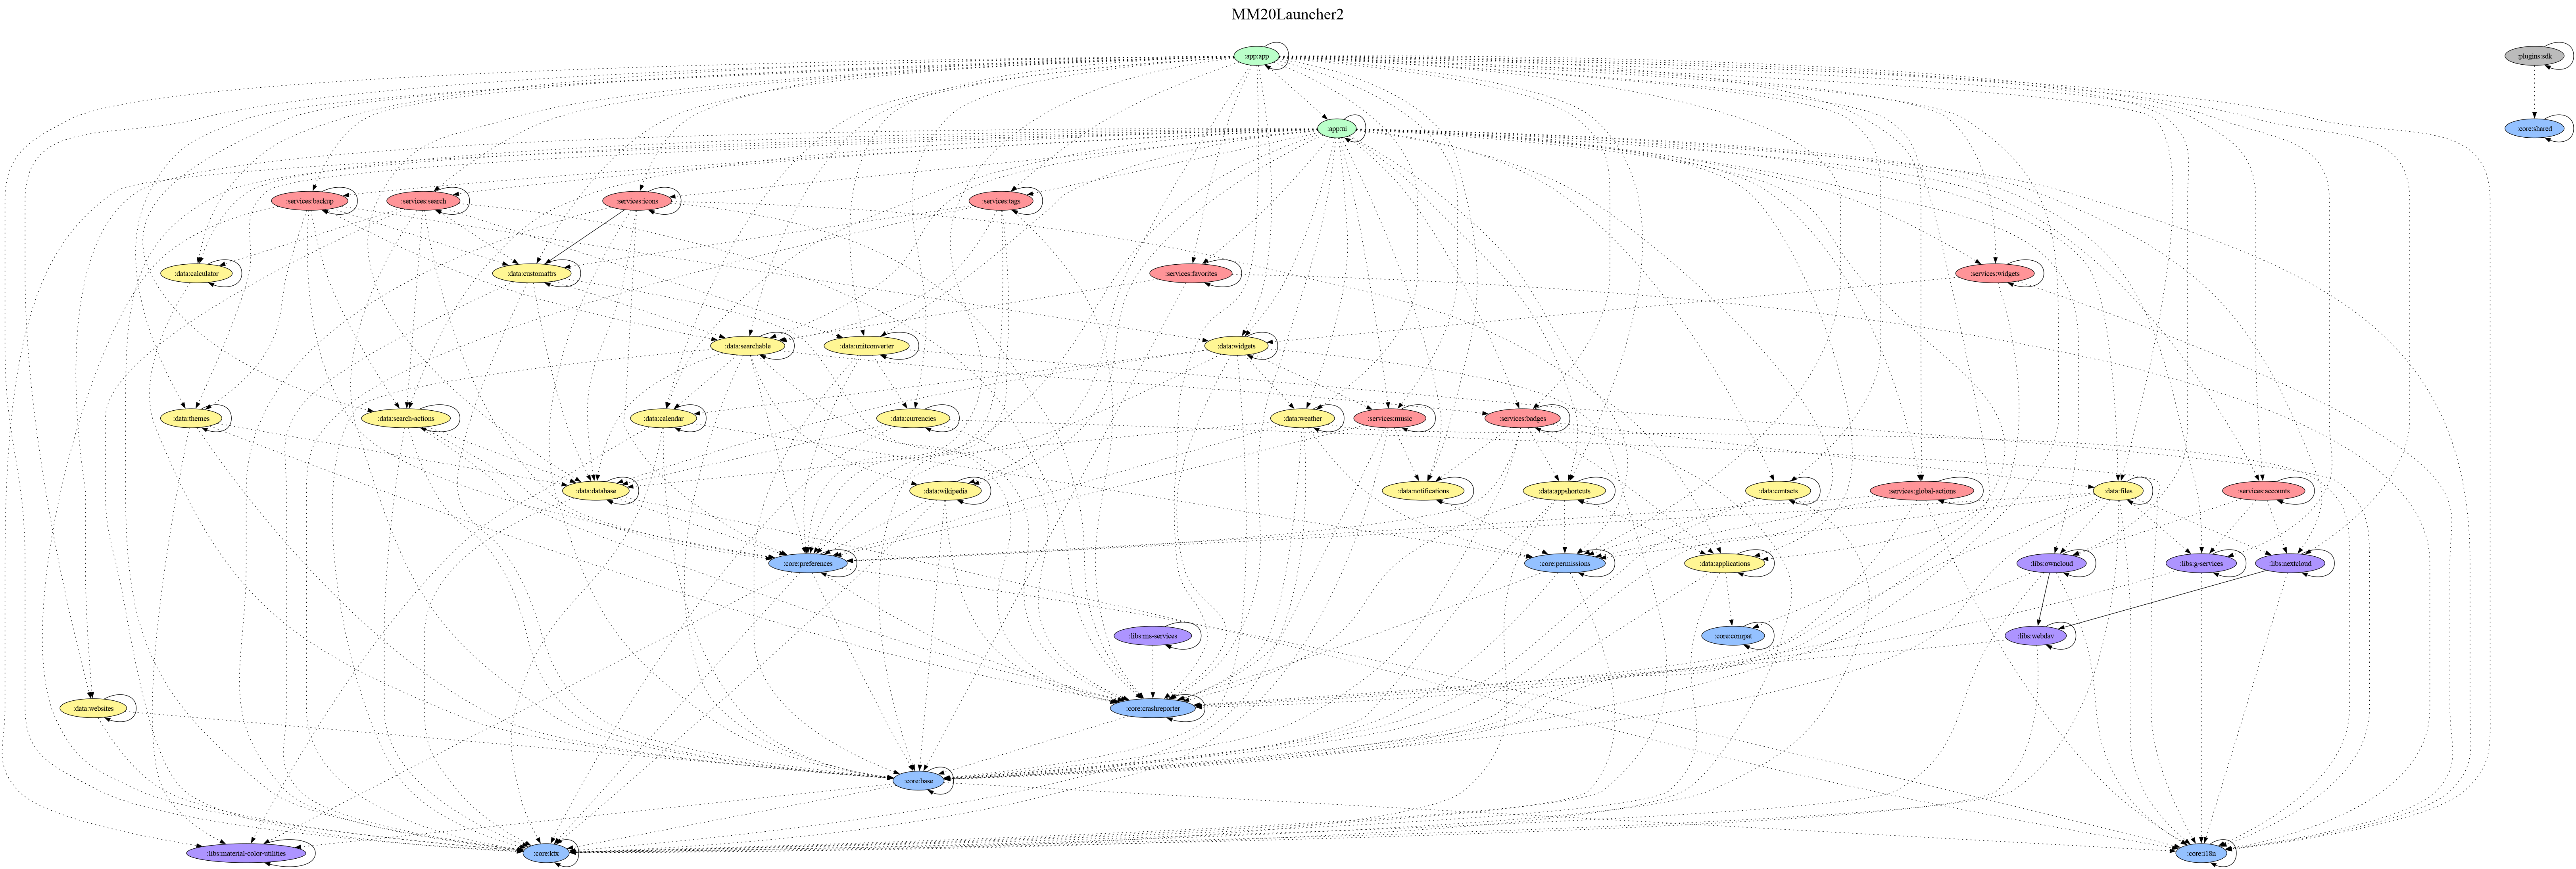 MM20Launcher2
:app:app
:plugins:sdk
:app:ui
:core:shared
:services:backup
:services:search
:services:icons
:services:tags
:data:calculator
:data:customattrs
:services:favorites
:services:widgets
:data:searchable
:data:unitconverter
:data:widgets
:data:themes
:data:search-actions
:data:calendar
:data:currencies
:data:weather
:services:music
:services:badges
:data:database
:data:wikipedia
:data:notifications
:data:appshortcuts
:data:contacts
:services:global-actions
:data:files
:services:accounts
:core:preferences
:core:permissions
:data:applications
:libs:owncloud
:libs:g-services
:libs:nextcloud
:libs:ms-services
:core:compat
:libs:webdav
:data:websites
:core:crashreporter
:core:base
:libs:material-color-utilities
:core:ktx
:core:i18n